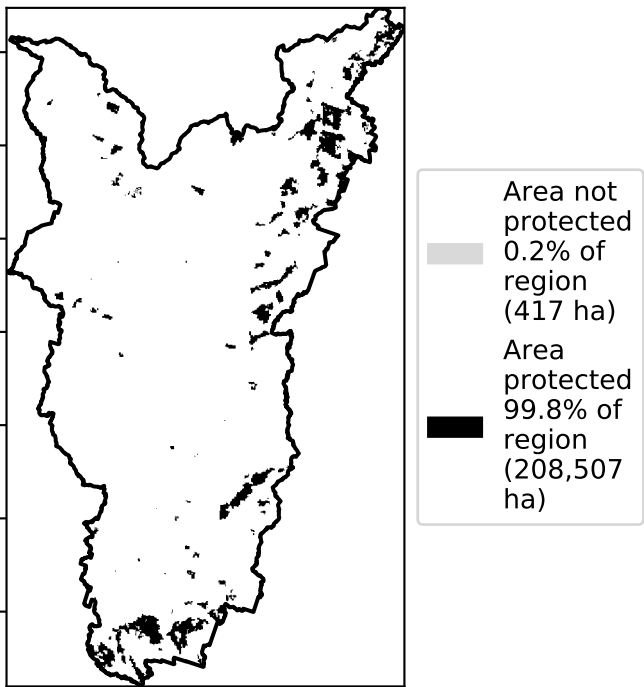 Area not
protected
0.2% of
region
(417 ha)
Area
protected
99.8% of
region
(208,507
ha)